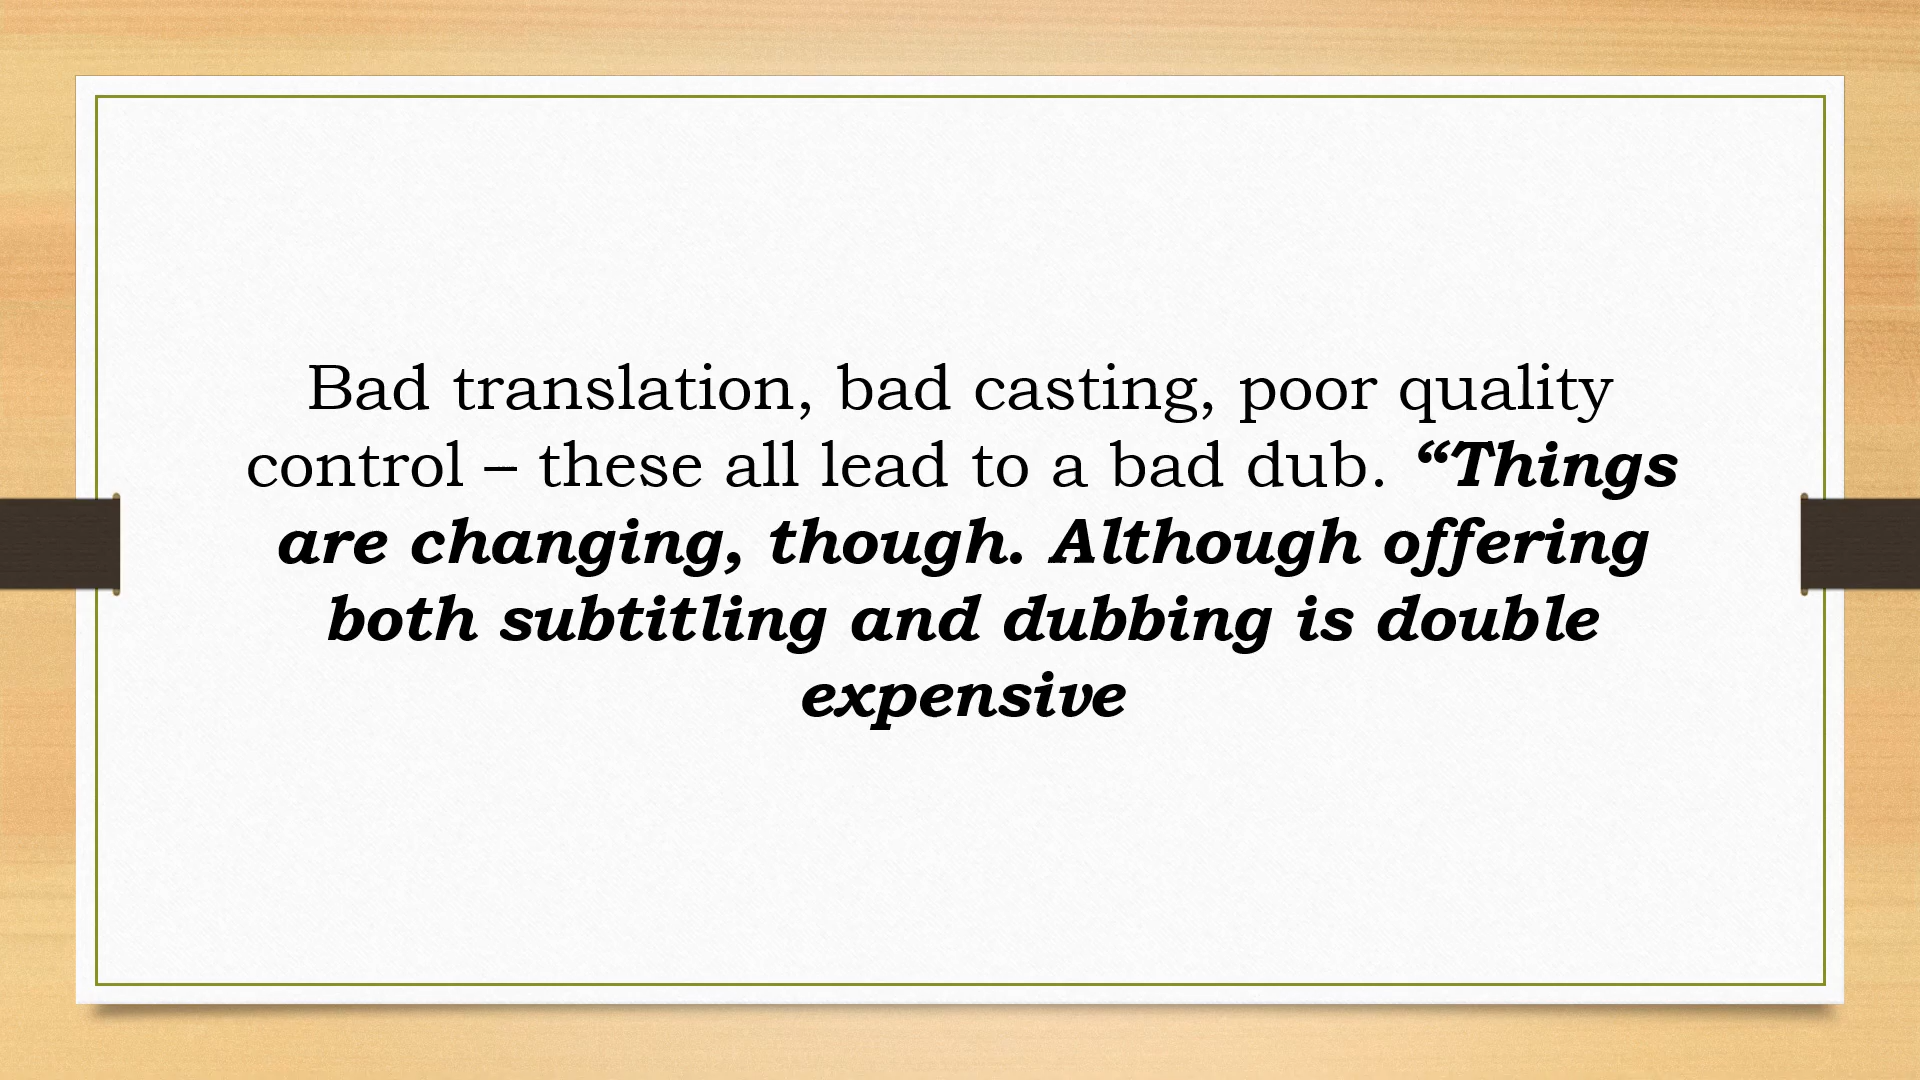 Bad translation, bad casting, poor quality
control – these all lead to a bad dub. “Things
are changing, though. Although offering
both subtitling and dubbing is double
expensive